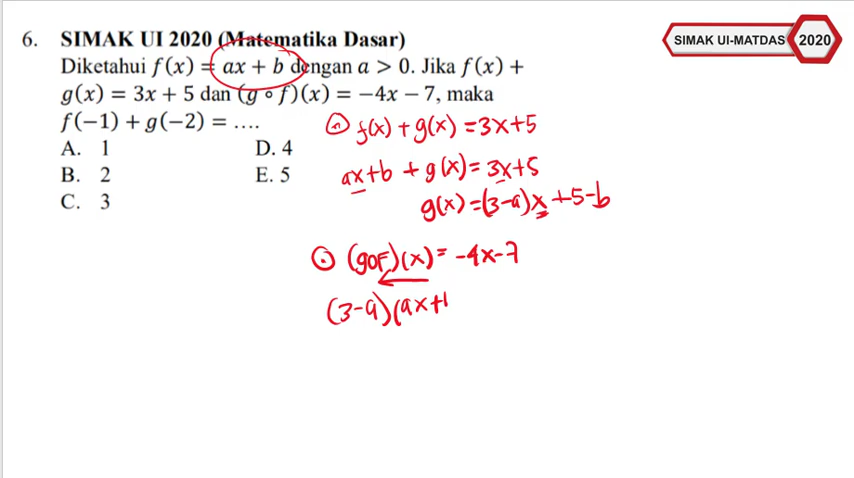 6. SIMAK UI 2020 (Matematika Dasar)
SIMAK UI-MATDAS 2020
Diketahui f(x) = ax + b dengan a > 0. Jika f(x) +
g(x) = 3x + 5 dan (g ∘ f)(x) = −4x − 7, maka
f(−1) + g(−2) = ....
A. 1
B. 2
C. 3
D. 4
E. 5
f(x) + g(x) = 3x+5
ax+b + g(x) = 3x+5
g(x) = (3-a)x + 5-b
(gof)(x) = -4x-7
(3-a)(ax+